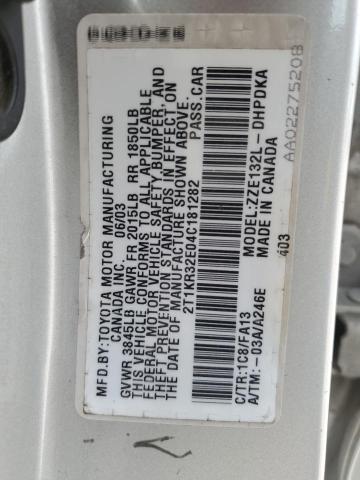 MFD.BY:TOYOTA MOTOR MANUFACTURING
CANADA INC. 06/03
GVWR 3845LB GAWR FR 2015LB RR 1850LB
THIS VEHICLE CONFORMS TO ALL APPLICABLE
FEDERAL MOTOR VEHICLE SAFETY, BUMPER, AND
THEFT PREVENTION STANDARDS IN EFFECT ON
THE DATE OF MANUFACTURE SHOWN ABOVE.
2T1KR32E04C181282 PASS.CAR
C/TR:1C8/FA13 MODEL:ZZE132L-DHPDKA
A/TM:-03A/A246E MADE IN CANADA
403 AA0227520B